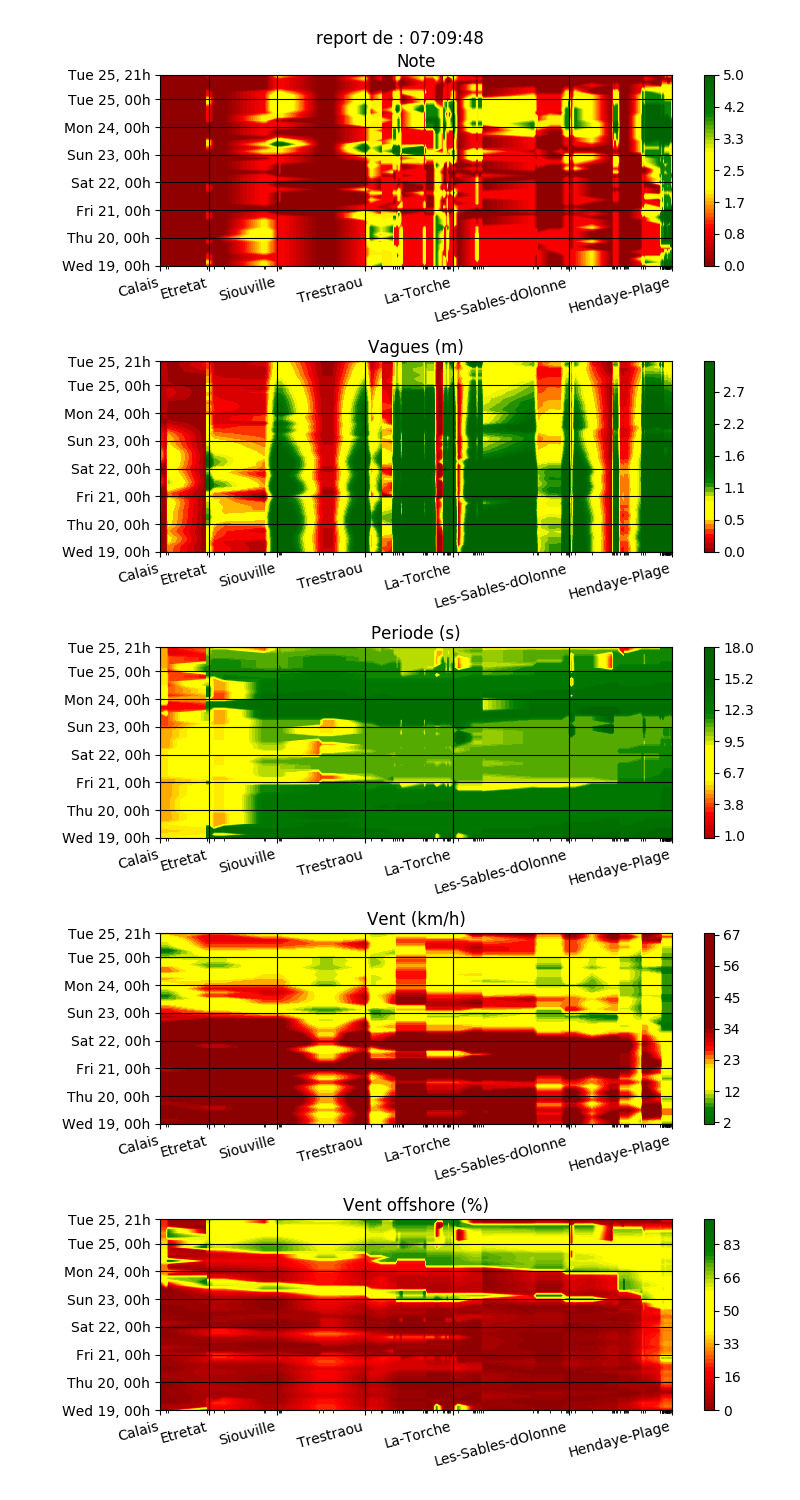 report de : 07:09:48
Note
Tue 25, 21h
Tue 25, 00h
Mon 24, 00h
Sun 23, 00h
Sat 22, 00h
Fri 21, 00h
Thu 20, 00h
Wed 19, 00h
Calais
Etretat
Siouville
Trestraou
La-Torche
Les-Sables-dOlonne
Hendaye-Plage
5.0
4.2
3.3
2.5
1.7
0.8
0.0
Vagues (m)
Tue 25, 21h
Tue 25, 00h
Mon 24, 00h
Sun 23, 00h
Sat 22, 00h
Fri 21, 00h
Thu 20, 00h
Wed 19, 00h
Calais
Etretat
Siouville
Trestraou
La-Torche
Les-Sables-dOlonne
Hendaye-Plage
2.7
2.2
1.6
1.1
0.5
0.0
Periode (s)
Tue 25, 21h
Tue 25, 00h
Mon 24, 00h
Sun 23, 00h
Sat 22, 00h
Fri 21, 00h
Thu 20, 00h
Wed 19, 00h
Calais
Etretat
Siouville
Trestraou
La-Torche
Les-Sables-dOlonne
Hendaye-Plage
18.0
15.2
12.3
9.5
6.7
3.8
1.0
Vent (km/h)
Tue 25, 21h
Tue 25, 00h
Mon 24, 00h
Sun 23, 00h
Sat 22, 00h
Fri 21, 00h
Thu 20, 00h
Wed 19, 00h
Calais
Etretat
Siouville
Trestraou
La-Torche
Les-Sables-dOlonne
Hendaye-Plage
67
56
45
34
23
12
2
Vent offshore (%)
Tue 25, 21h
Tue 25, 00h
Mon 24, 00h
Sun 23, 00h
Sat 22, 00h
Fri 21, 00h
Thu 20, 00h
Wed 19, 00h
Calais
Etretat
Siouville
Trestraou
La-Torche
Les-Sables-dOlonne
Hendaye-Plage
83
66
50
33
16
0